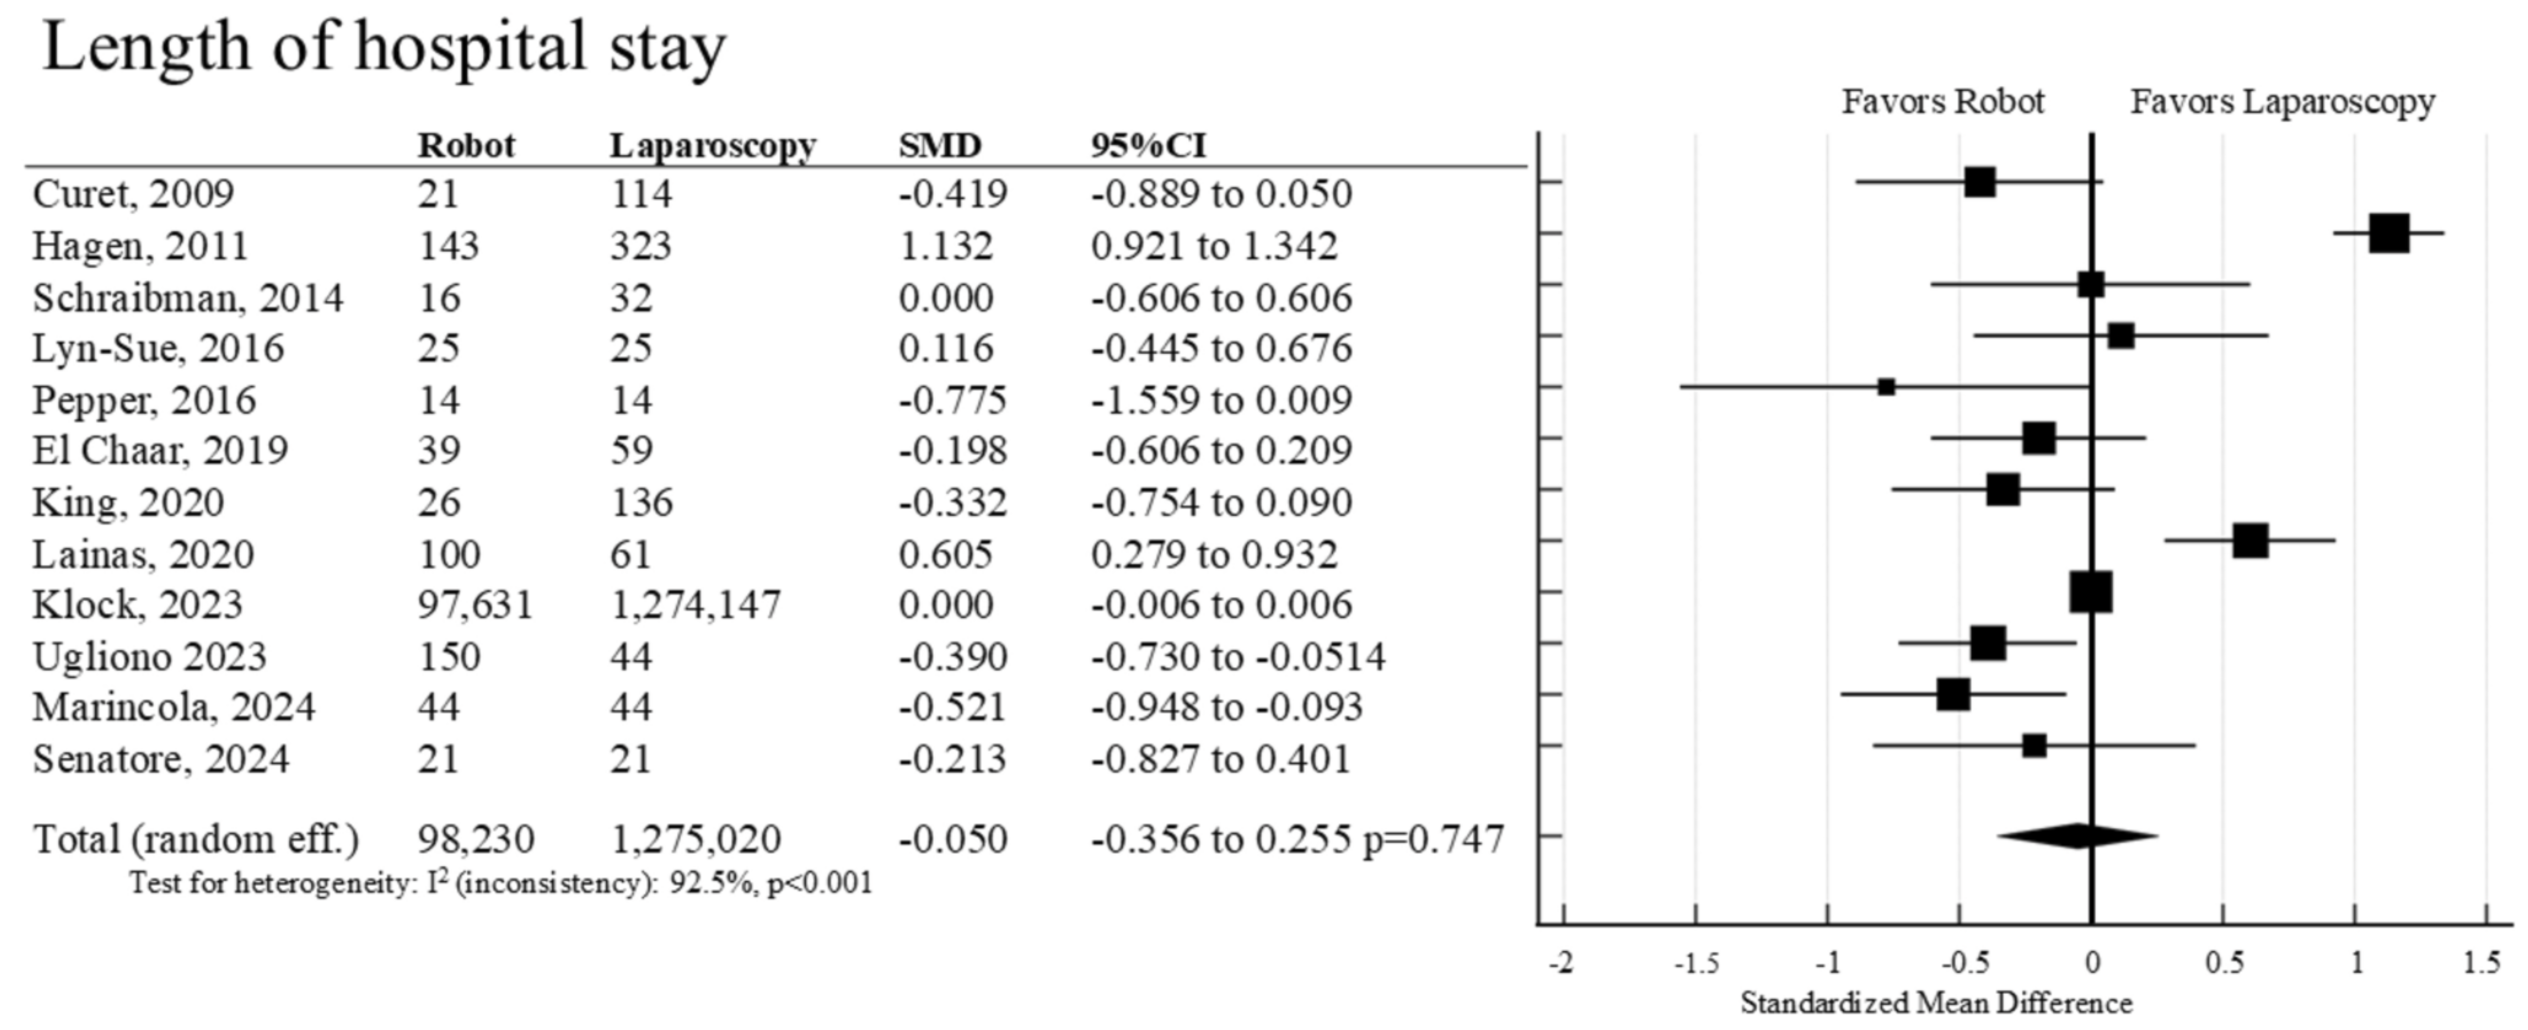 Length of hospital stay
Favors Robot Favors Laparoscopy
Robot Laparoscopy SMD 95%CI
Curet, 2009 21 114 -0.419 -0.889 to 0.050
Hagen, 2011 143 323 1.132 0.921 to 1.342
Schraibman, 2014 16 32 0.000 -0.606 to 0.606
Lyn-Sue, 2016 25 25 0.116 -0.445 to 0.676
Pepper, 2016 14 14 -0.775 -1.559 to 0.009
El Chaar, 2019 39 59 -0.198 -0.606 to 0.209
King, 2020 26 136 -0.332 -0.754 to 0.090
Lainas, 2020 100 61 0.605 0.279 to 0.932
Klock, 2023 97,631 1,274,147 0.000 -0.006 to 0.006
Ugliono 2023 150 44 -0.390 -0.730 to -0.0514
Marincola, 2024 44 44 -0.521 -0.948 to -0.093
Senatore, 2024 21 21 -0.213 -0.827 to 0.401
Total (random eff.) 98,230 1,275,020 -0.050 -0.356 to 0.255 p=0.747
Test for heterogeneity: I² (inconsistency): 92.5%, p<0.001
-2 -1.5 -1 -0.5 0 0.5 1 1.5
Standardized Mean Difference